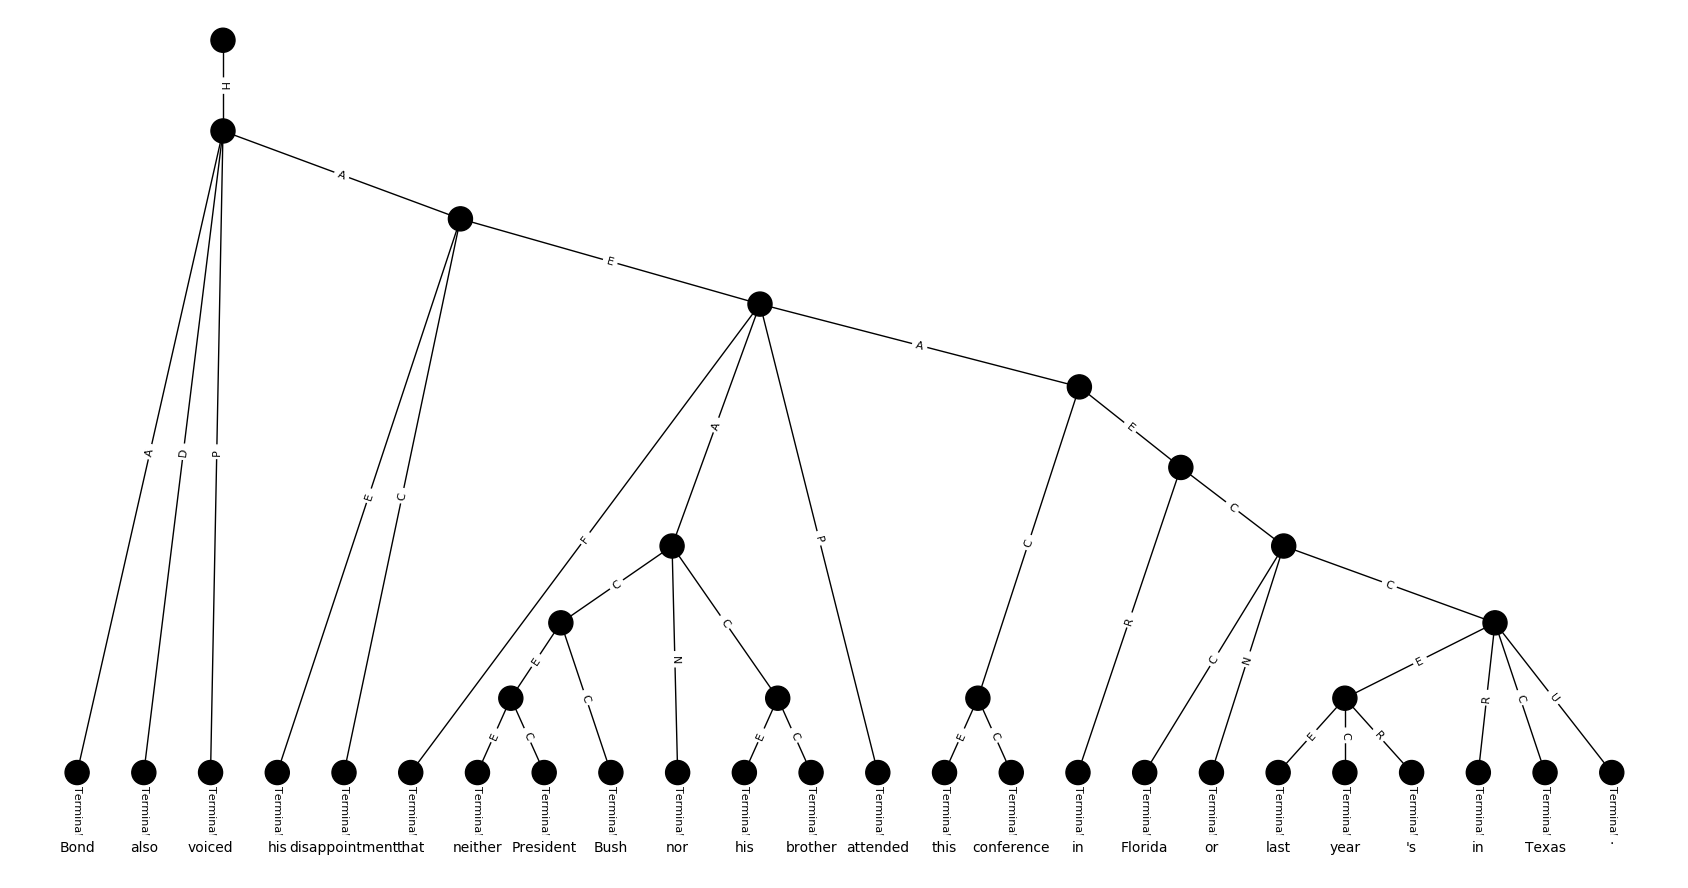 H
A
E
A
A
E
C
A
D
P
E
C
F
P
C
R
C
C
E
N
C
C
N
E
R
C
U
E
C
E
C
E
C
E
C
R
Terminal Terminal Terminal Terminal Terminal Terminal Terminal Terminal Terminal Terminal Terminal Terminal Terminal Terminal Terminal Terminal Terminal Terminal Terminal Terminal Terminal Terminal Terminal Terminal
Bond also voiced his disappointment that neither President Bush nor his brother attended this conference in Florida or last year 's in Texas .